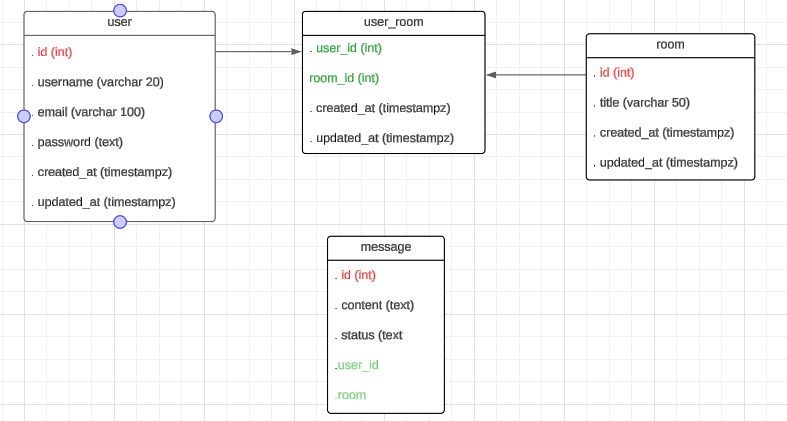 user
. id (int)
. username (varchar 20)
. email (varchar 100)
. password (text)
. created_at (timestampz)
. updated_at (timestampz)
user_room
. user_id (int)
room_id (int)
. created_at (timestampz)
. updated_at (timestampz)
room
. id (int)
. title (varchar 50)
. created_at (timestampz)
. updated_at (timestampz)
message
. id (int)
. content (text)
. status (text
.user_id
.room